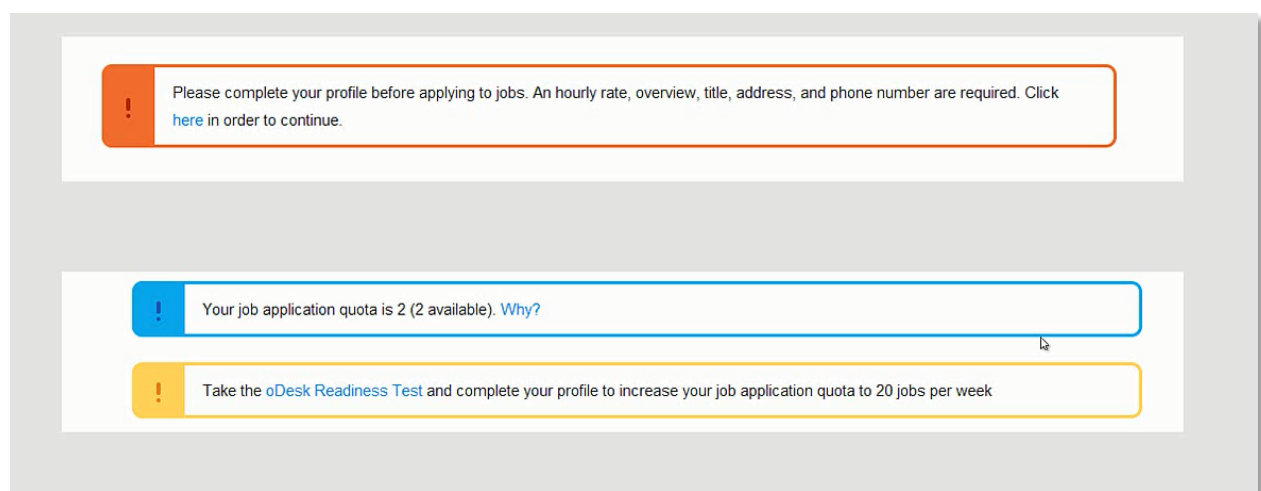 Please complete your profile before applying to jobs. An hourly rate, overview, title, address, and phone number are required. Click
here in order to continue.
Your job application quota is 2 (2 available). Why?
Take the oDesk Readiness Test and complete your profile to increase your job application quota to 20 jobs per week